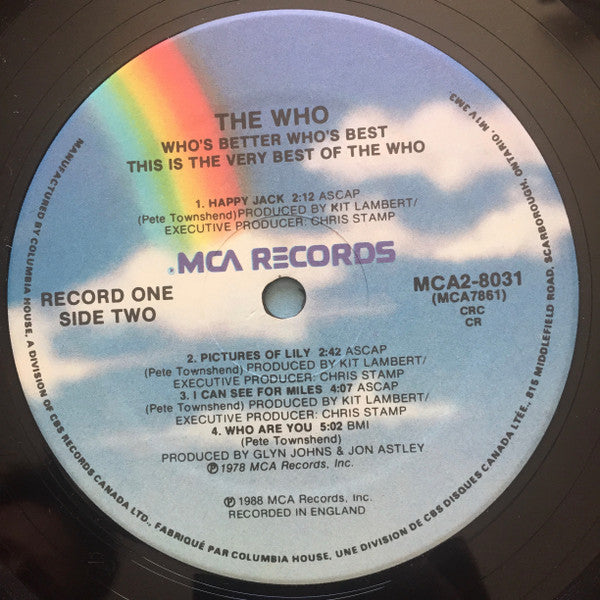 THE WHO
WHO'S BETTER WHO'S BEST
THIS IS THE VERY BEST OF THE WHO
1. HAPPY JACK 2:12 ASCAP
(Pete Townshend) PRODUCED BY KIT LAMBERT/
EXECUTIVE PRODUCER: CHRIS STAMP
MCA RECORDS
RECORD ONE
SIDE TWO
MCA2-8031
(MCA7861)
CRC
CR
2. PICTURES OF LILY 2:42 ASCAP
(Pete Townshend) PRODUCED BY KIT LAMBERT/
EXECUTIVE PRODUCER: CHRIS STAMP
3. I CAN SEE FOR MILES 4:07 ASCAP
(Pete Townshend) PRODUCED BY KIT LAMBERT/
EXECUTIVE PRODUCER: CHRIS STAMP
4. WHO ARE YOU 5:02 BMI
(Pete Townshend)
PRODUCED BY GLYN JOHNS & JON ASTLEY
℗1978 MCA Records, Inc.
℗ 1988 MCA Records, Inc.
RECORDED IN ENGLAND
MANUFACTURED BY COLUMBIA HOUSE, A DIVISION OF CBS RECORDS CANADA LTD., FABRIQUÉ PAR COLUMBIA HOUSE, UNE DIVISION DE CBS DISQUES CANADA LTÉE., 815 MIDDLEFIELD ROAD, SCARBOROUGH, ONTARIO, M1V 2M3